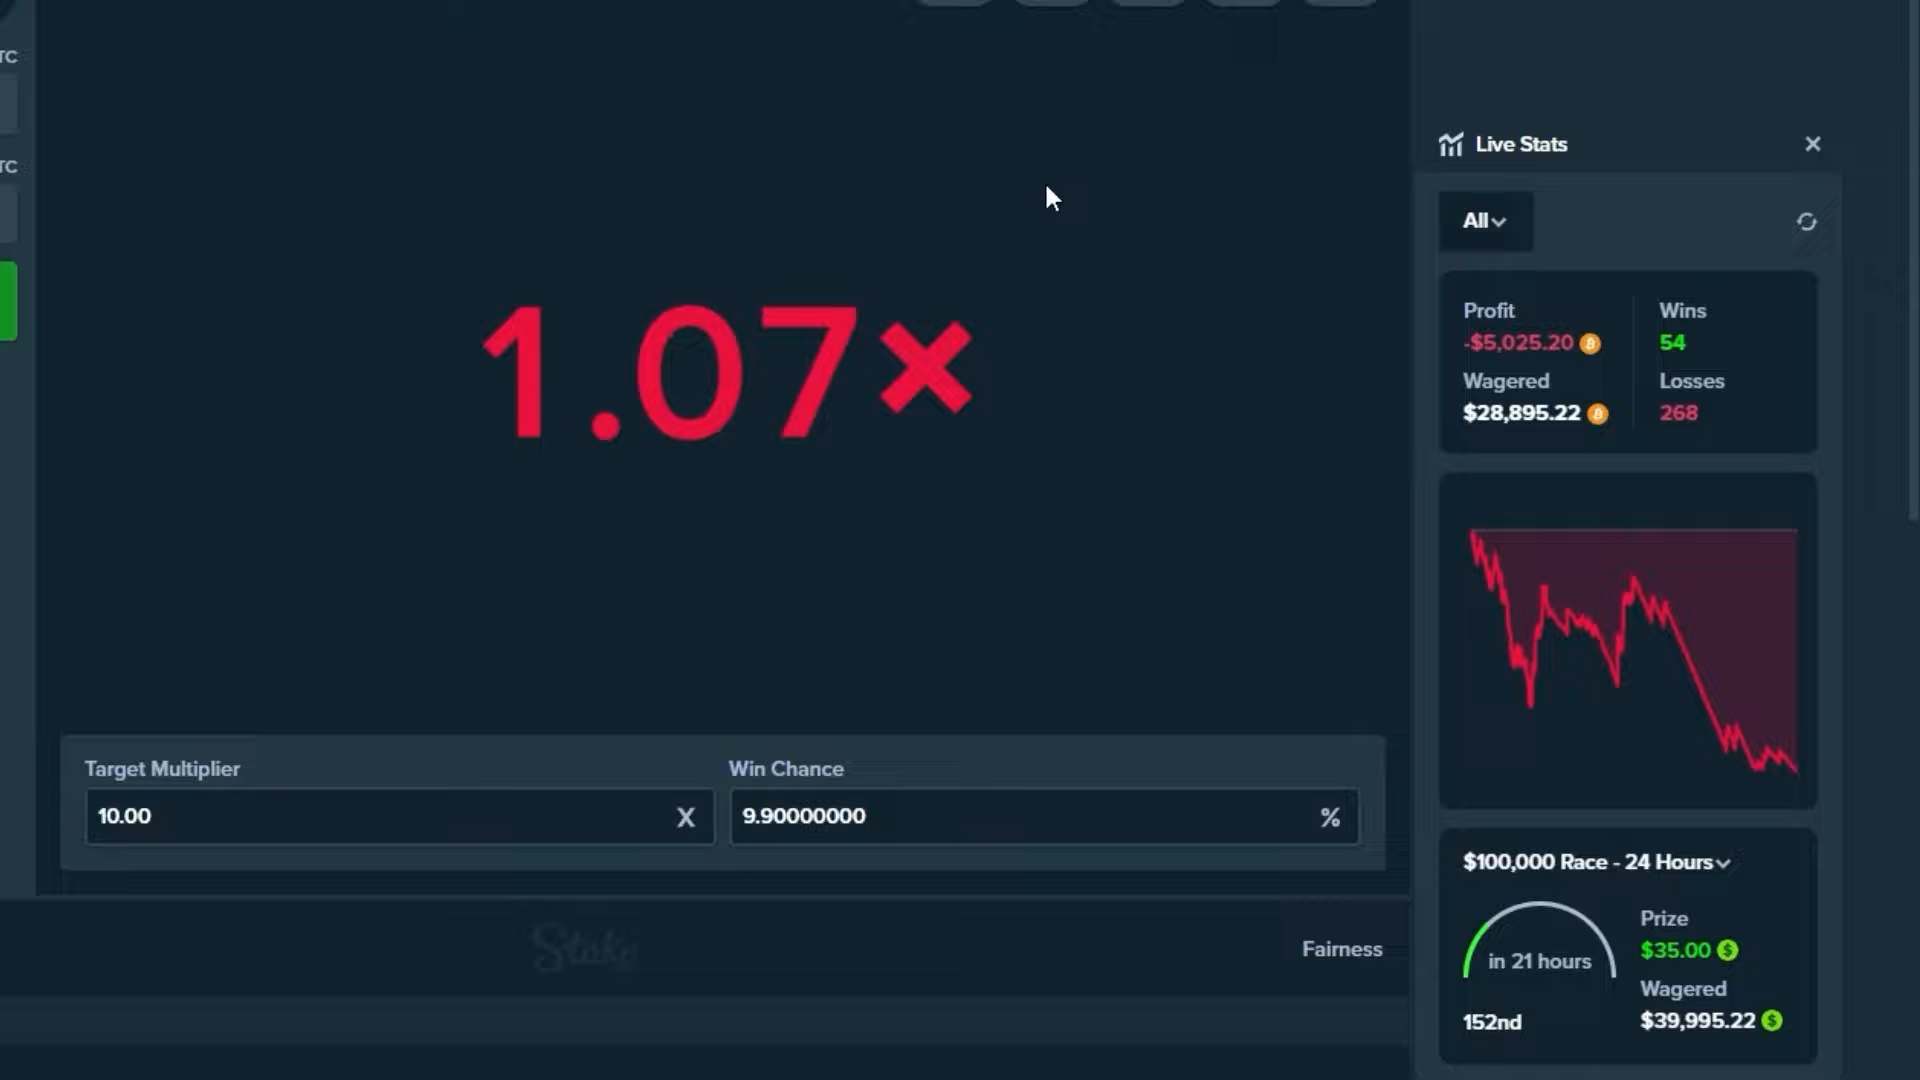 TC
TC
1.07×
Live Stats
All
Profit
Wins
-$5,025.20
54
Wagered
Losses
$28,895.22
268
Target Multiplier
Win Chance
10.00
X
9.90000000
%
$100,000 Race - 24 Hours
in 21 hours
Prize
$35.00
Wagered
152nd
$39,995.22
Stake
Fairness